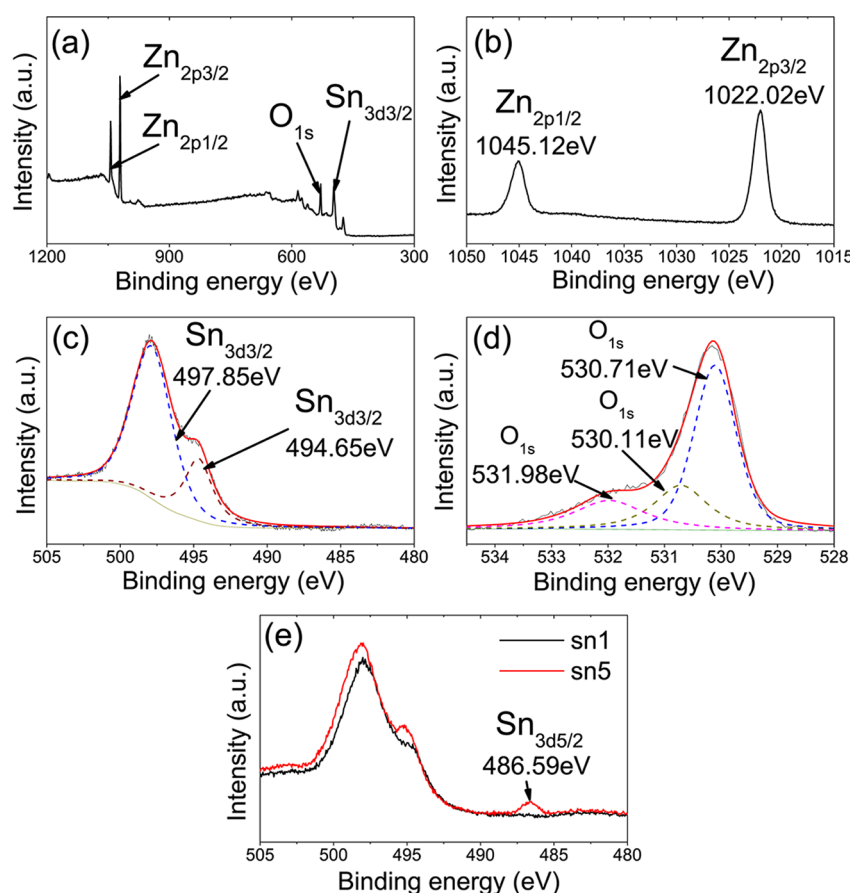 (a)
Zn2p3/2
Zn2p1/2
O1s
Sn3d3/2
Intensity (a.u.)
1200 900 600 300
Binding energy (eV)
(b)
Zn2p3/2
1022.02eV
Zn2p1/2
1045.12eV
Intensity (a.u.)
1050 1045 1040 1035 1030 1025 1020 1015
Binding energy (eV)
(c)
Sn3d3/2
497.85eV
Sn3d3/2
494.65eV
Intensity (a.u.)
505 500 495 490 485 480
Binding energy (eV)
(d)
O1s
530.71eV
O1s
530.11eV
O1s
531.98eV
Intensity (a.u.)
534 533 532 531 530 529 528
Binding energy (eV)
(e)
sn1
sn5
Sn3d5/2
486.59eV
Intensity (a.u.)
505 500 495 490 485 480
Binding energy (eV)